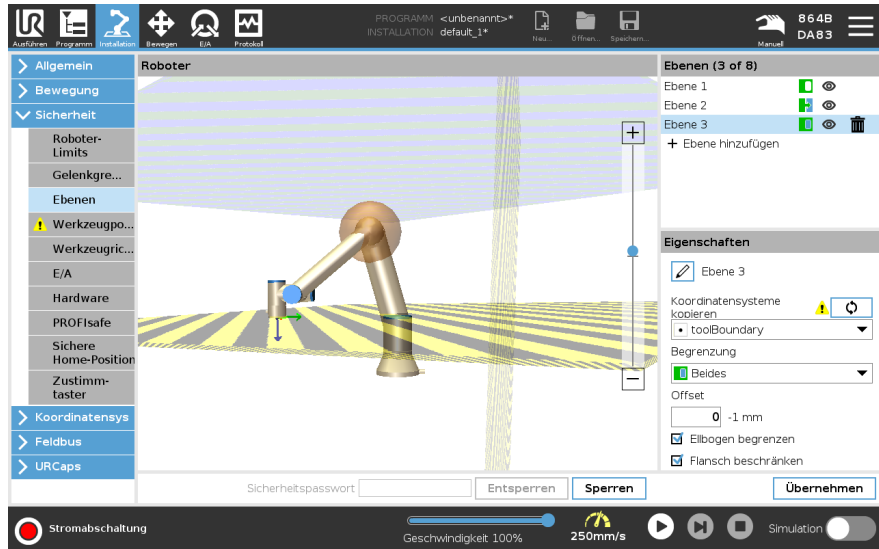 UR
PROGRAMM <unbenannt>*
INSTALLATION default_1*
864B
DA83
Ausführen Programm Installation Bewegen E/A Protokoll
Neu... Öffnen... Speichern...
Manuell
Allgemein
Bewegung
Sicherheit
Roboter-
Limits
Gelenkgre...
Ebenen
Werkzeugpo...
Werkzeugric...
E/A
Hardware
PROFIsafe
Sichere
Home-Position
Zustimm-
taster
Koordinatensys
Feldbus
URCaps
Roboter
Ebenen (3 of 8)
Ebene 1
Ebene 2
Ebene 3
+ Ebene hinzufügen
Eigenschaften
Ebene 3
Koordinatensysteme
kopieren
toolBoundary
Begrenzung
Beides
Offset
0 -1 mm
Ellbogen begrenzen
Flansch beschränken
Sicherheitspasswort Entsperren Sperren
Übernehmen
Stromabschaltung
Geschwindigkeit 100%
250mm/s
Simulation